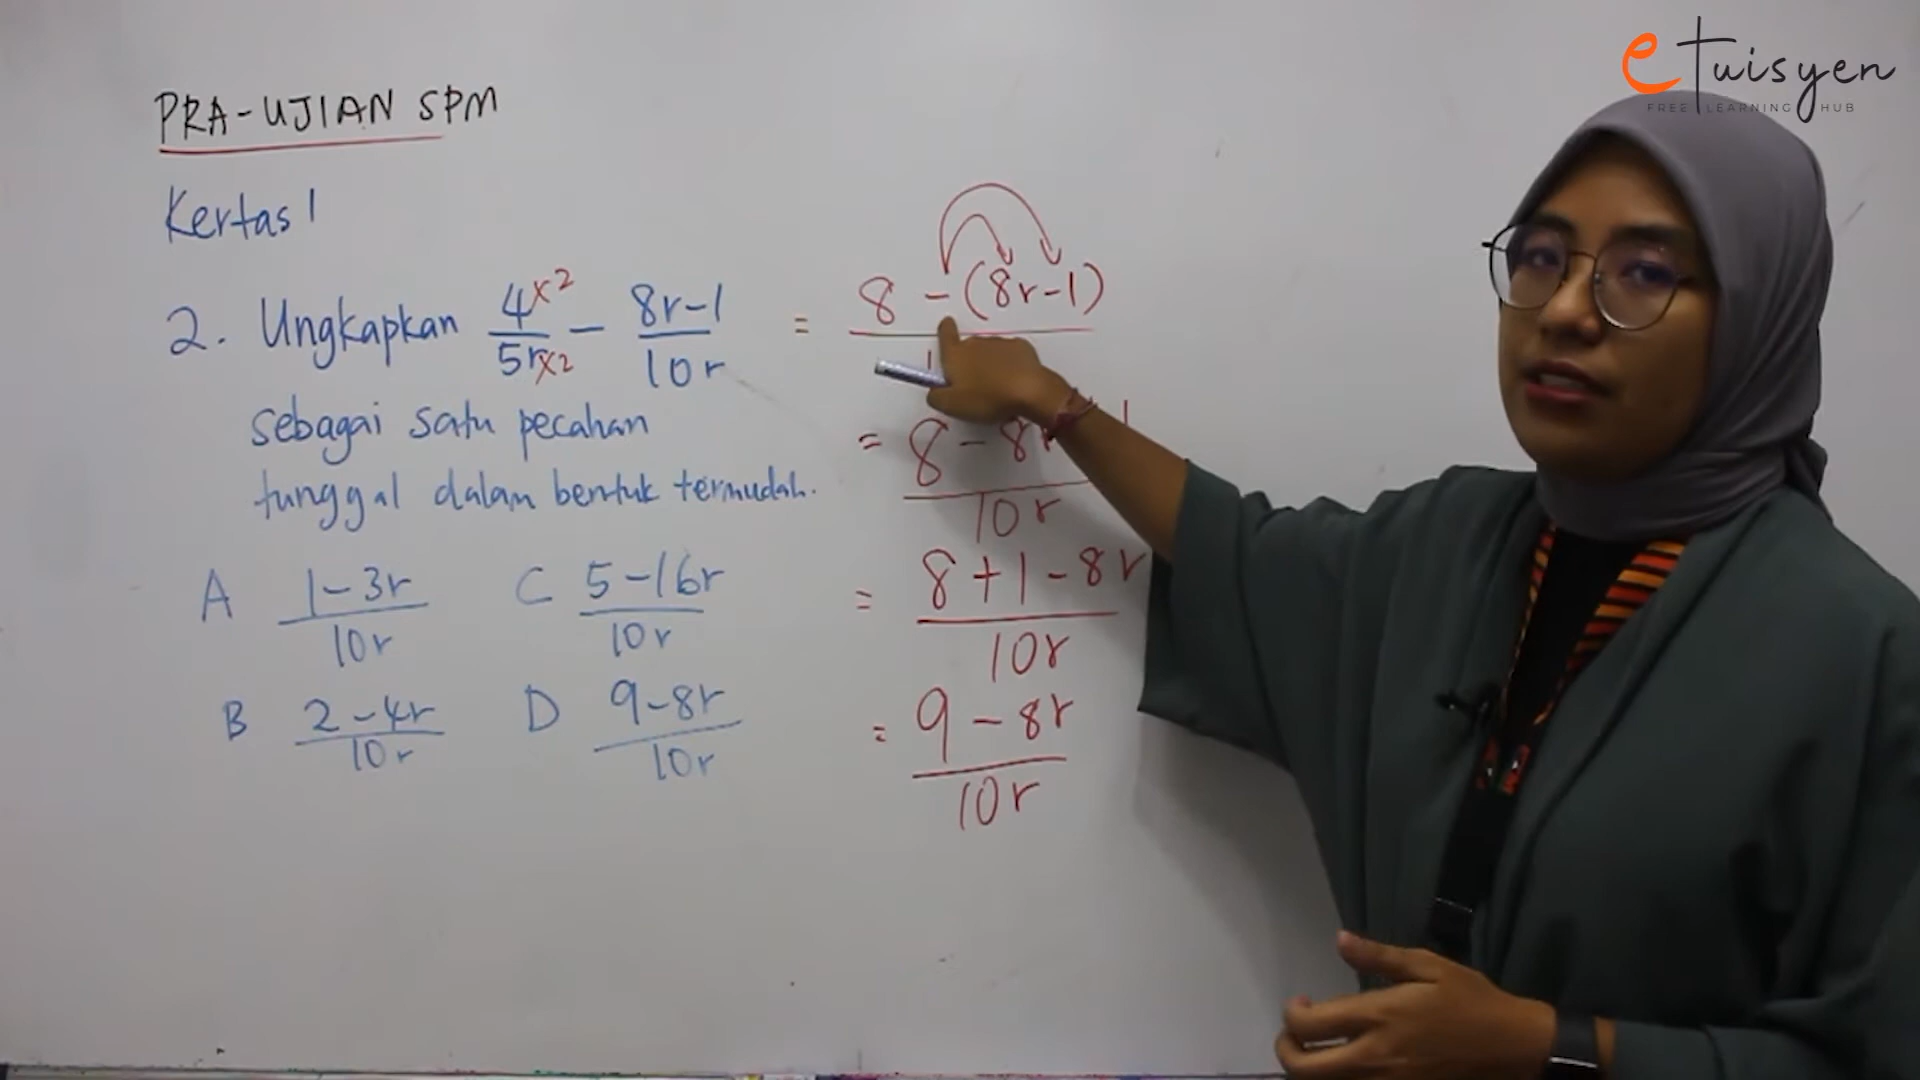 e Tuisyen
FREE LEARNING HUB
PRA-UJIAN SPM
Kertas 1
2. Ungkapkan 4×2/5r×2 − 8r−1/10r
sebagai satu pecahan
tunggal dalam bentuk termudah.
A 1−3r/10r C 5−16r/10r
B 2−4r/10r D 9−8r/10r
= 8 − (8r−1)
= 8 − 8r 1/10r
= 8+1−8r/10r
= 9−8r/10r